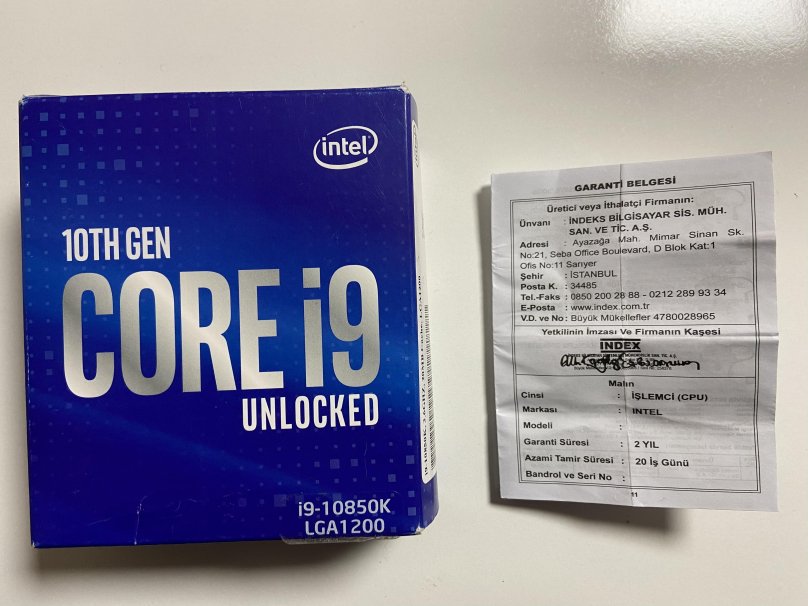 intel
10TH GEN
CORE i9
UNLOCKED
i9-10850K
LGA1200
GARANTİ BELGESİ
Üretici veya İthalatçi Firmanın:
Ünvanı : İNDEKS BİLGİSAYAR SİS. MÜH.
SAN. VE TİC. A.Ş.
Adresi : Ayazağa Mah. Mimar Sinan Sk.
No:21, Seba Office Boulevard, D Blok Kat:1
Ofis No:11 Sarıyer
Şehir : İSTANBUL
Posta K. : 34485
Tel.-Faks : 0850 200 28 88 - 0212 289 93 34
E-Posta : www.index.com.tr
V.D. ve No : Büyük Mükellefler 4780028965
Yetkilinin İmzası Ve Firmanın Kaşesi
INDEX
Malın
Cinsi : İŞLEMCİ (CPU)
Markası : INTEL
Modeli :
Garanti Süresi : 2 YIL
Azami Tamir Süresi : 20 İş Günü
Bandrol ve Seri No :
11